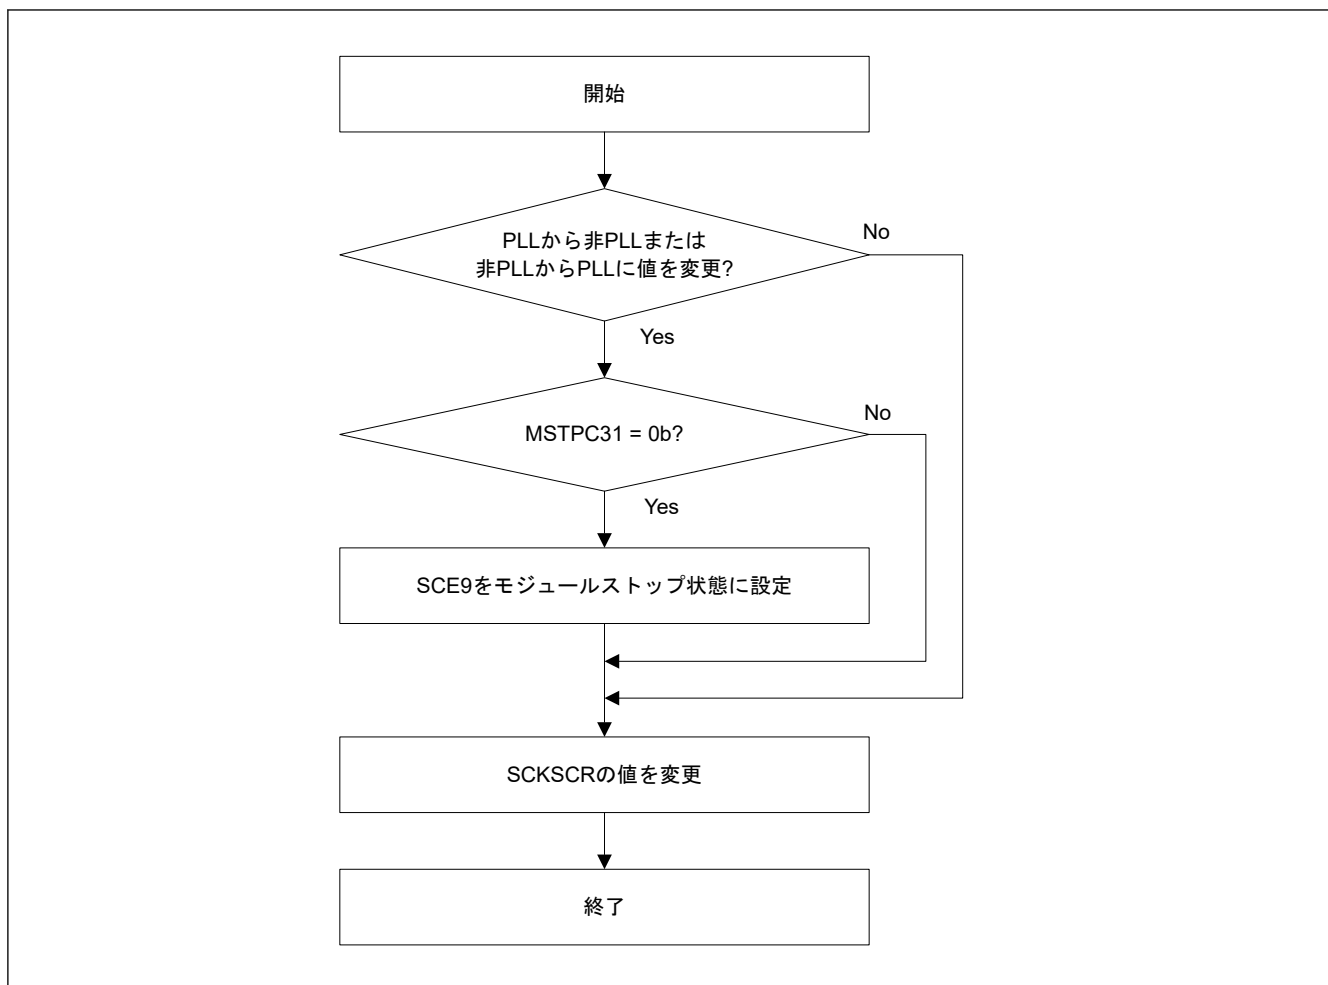 開始
PLLから非PLLまたは
非PLLからPLLに値を変更?
No
Yes
MSTPC31 = 0b?
No
Yes
SCE9をモジュールストップ状態に設定
SCKSCRの値を変更
終了